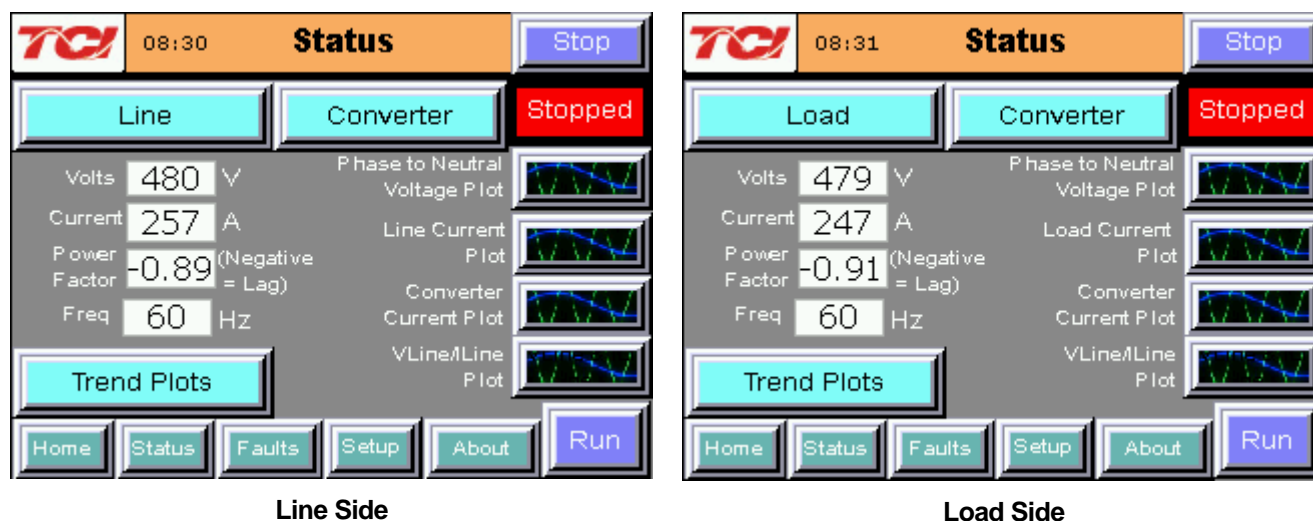 TCI 08:30 Status Stop
Line Converter Stopped
Volts 480 V
Current 257 A
Power Factor -0.89 (Negative = Lag)
Freq 60 Hz
Phase to Neutral
Voltage Plot
Line Current
Plot
Converter
Current Plot
VLine/ILine
Plot
Trend Plots
Home Status Faults Setup About Run
Line Side
TCI 08:31 Status Stop
Load Converter Stopped
Volts 479 V
Current 247 A
Power Factor -0.91 (Negative = Lag)
Freq 60 Hz
Phase to Neutral
Voltage Plot
Load Current
Plot
Converter
Current Plot
VLine/ILine
Plot
Trend Plots
Home Status Faults Setup About Run
Load Side